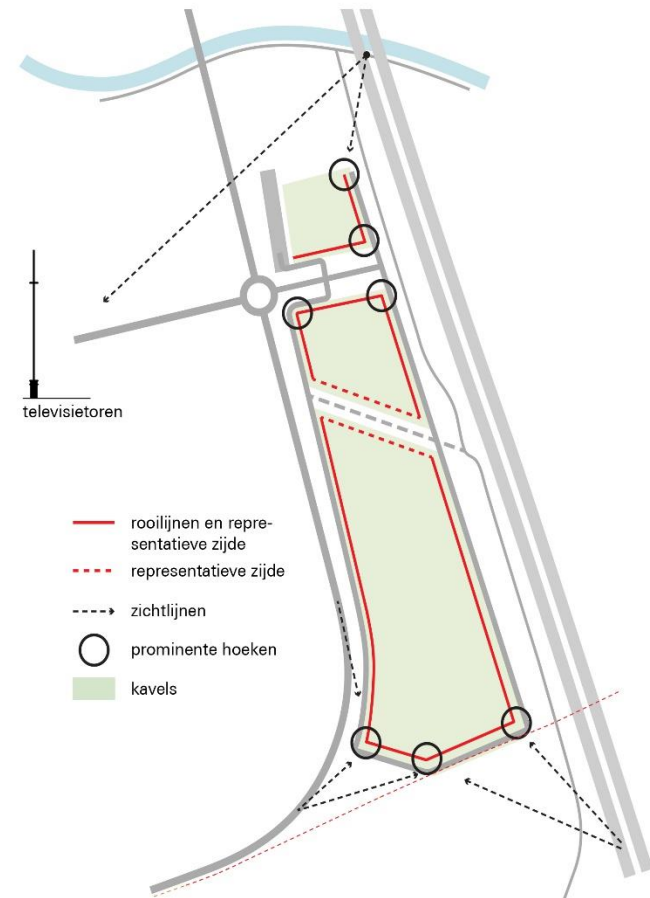 televisietoren
rooilijnen en repre-
sentatieve zijde
representatieve zijde
zichtlijnen
prominente hoeken
kavels